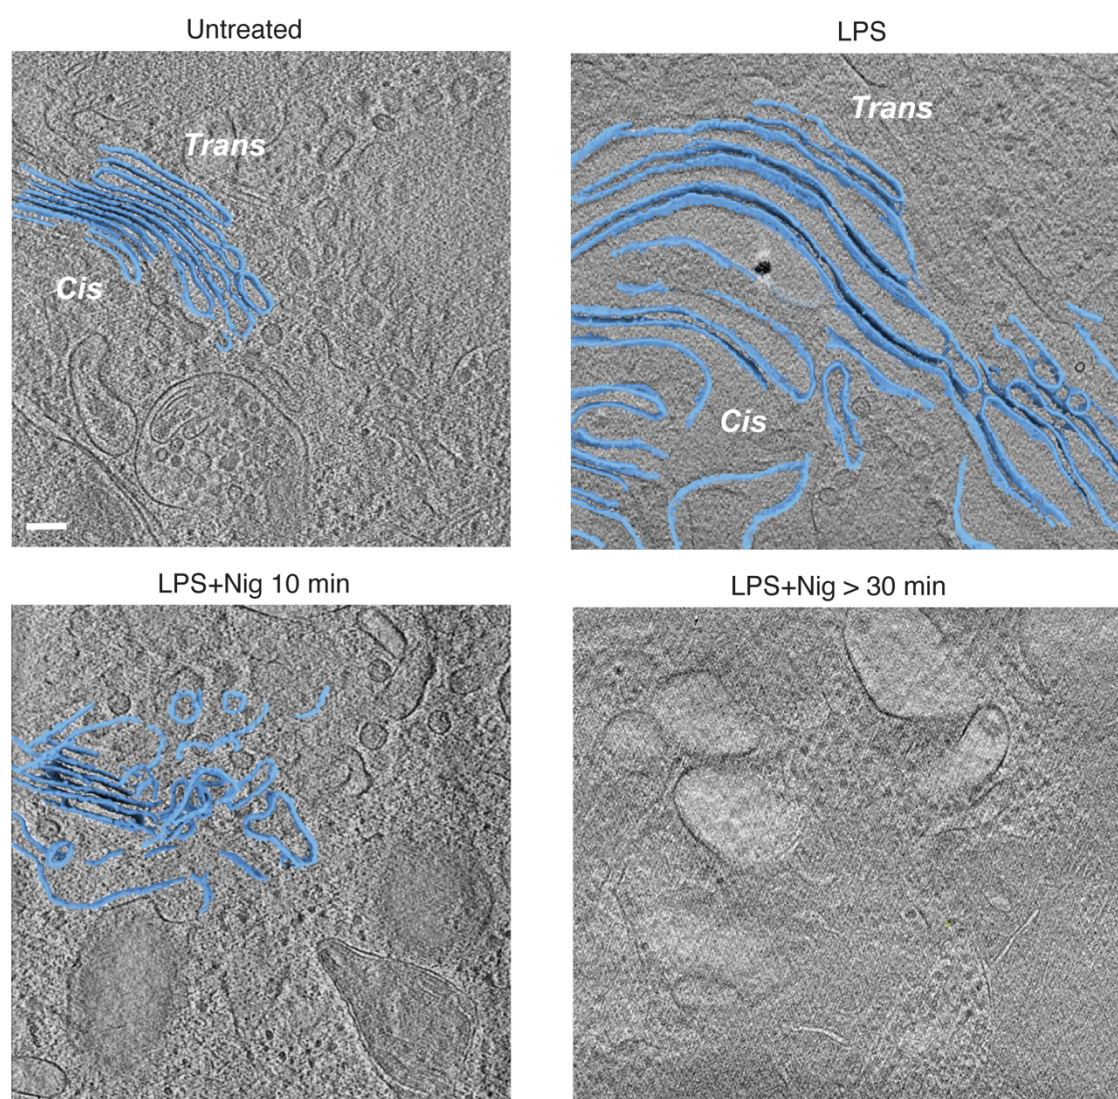 Untreated
LPS
Trans
Cis
Trans
Cis
LPS+Nig 10 min
LPS+Nig > 30 min